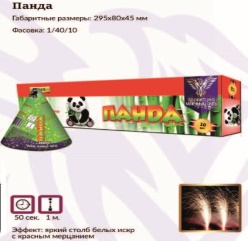 Панда
Габаритные размеры: 295х80х45 мм
Фасовка: 1/40/10
ПАНДА
50 сек. 1 м.
Эффект: яркий столб белых искр
с красным мерцанием